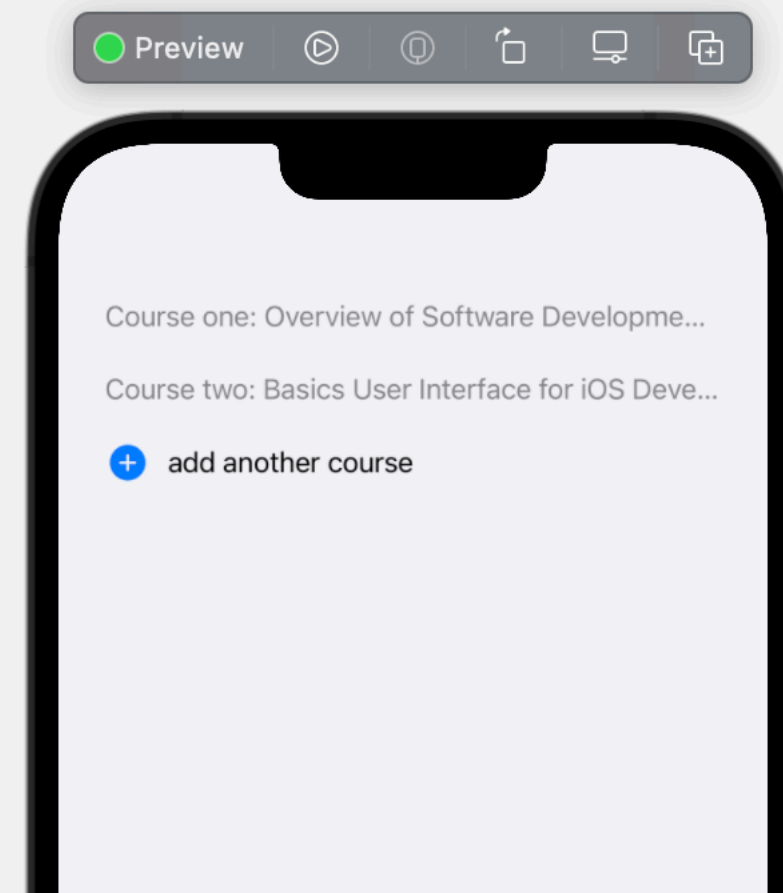 Preview
Course one: Overview of Software Developme...
Course two: Basics User Interface for iOS Deve...
add another course